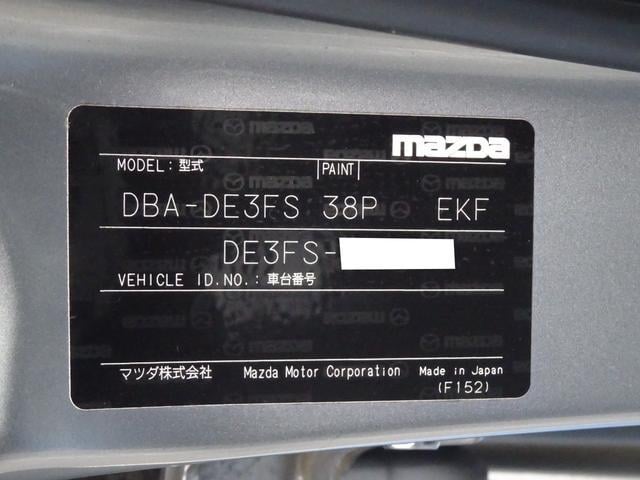 mazda
MODEL: 型式 PAINT
DBA-DE3FS 38P EKF
DE3FS-
VEHICLE ID.NO.: 車台番号
マツダ株式会社 Mazda Motor Corporation Made in Japan
(F152)